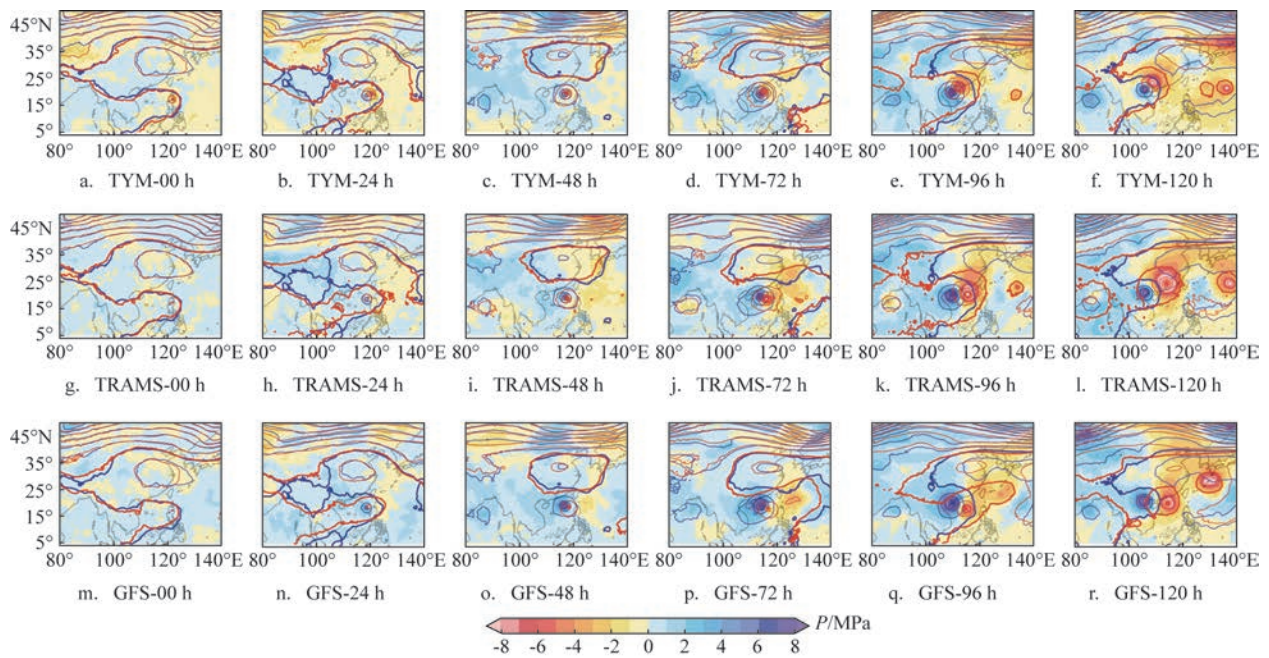 45°N
35°
25°
15°
5°
80° 100° 120° 140°E 80° 100° 120° 140°E 80° 100° 120° 140°E 80° 100° 120° 140°E 80° 100° 120° 140°E 80° 100° 120° 140°E
a. TYM-00 h b. TYM-24 h c. TYM-48 h d. TYM-72 h e. TYM-96 h f. TYM-120 h
45°N
35°
25°
15°
5°
80° 100° 120° 140°E 80° 100° 120° 140°E 80° 100° 120° 140°E 80° 100° 120° 140°E 80° 100° 120° 140°E 80° 100° 120° 140°E
g. TRAMS-00 h h. TRAMS-24 h i. TRAMS-48 h j. TRAMS-72 h k. TRAMS-96 h l. TRAMS-120 h
45°N
35°
25°
15°
5°
80° 100° 120° 140°E 80° 100° 120° 140°E 80° 100° 120° 140°E 80° 100° 120° 140°E 80° 100° 120° 140°E 80° 100° 120° 140°E
m. GFS-00 h n. GFS-24 h o. GFS-48 h p. GFS-72 h q. GFS-96 h r. GFS-120 h
P/MPa
-8 -6 -4 -2 0 2 4 6 8